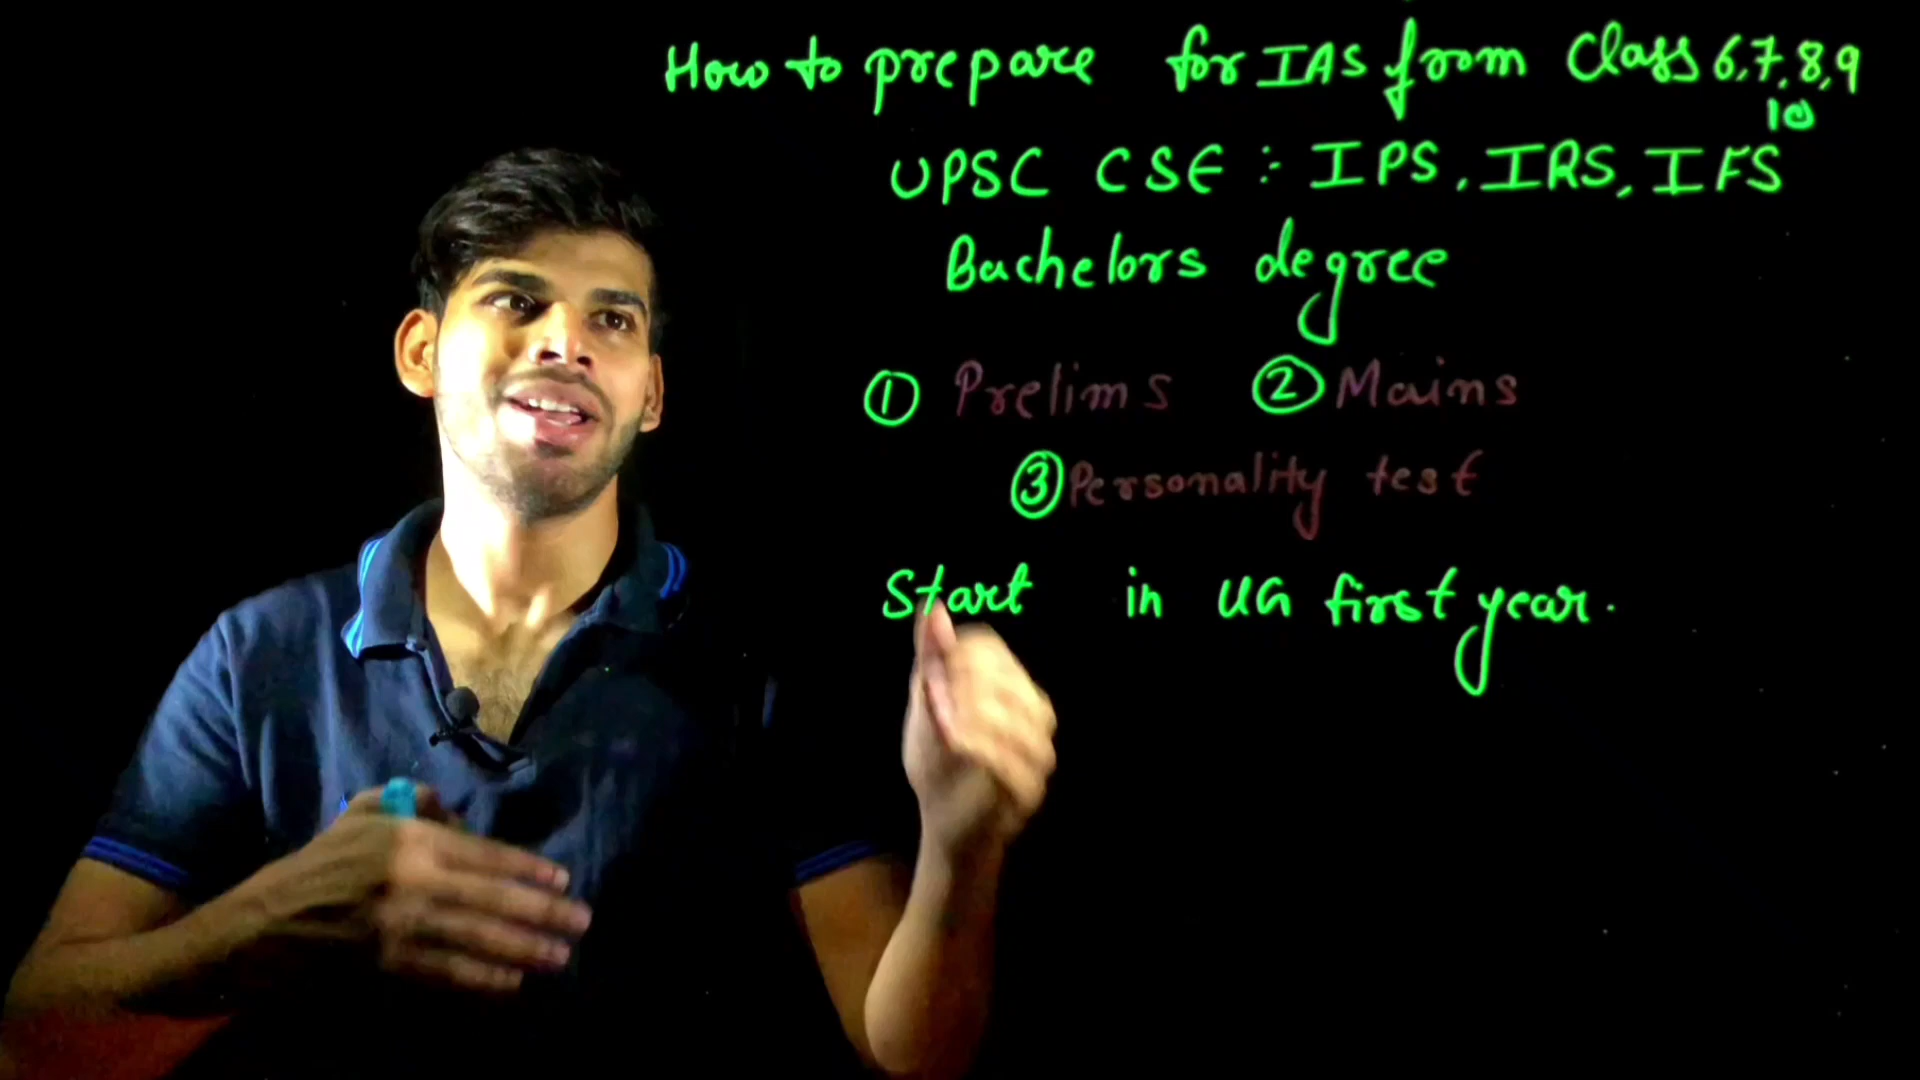 How to prepare for IAS from Class 6,7,8,9
10
UPSC CSE : IPS, IRS, IFS
Bachelors degree
① Prelims ② Mains
③ Personality test
Start in UG first year.